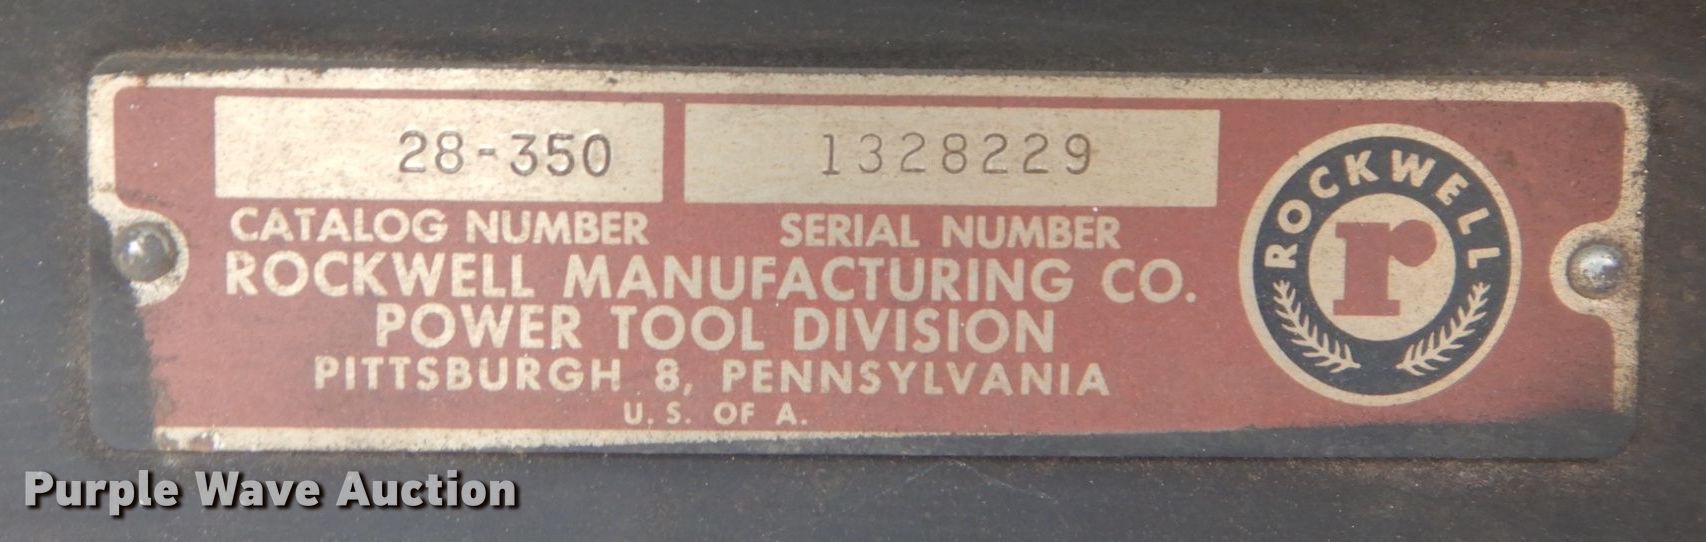 28-350 1328229
CATALOG NUMBER SERIAL NUMBER
ROCKWELL MANUFACTURING CO.
POWER TOOL DIVISION
PITTSBURGH 8, PENNSYLVANIA
U. S. OF A.
ROCKWELL
r
Purple Wave Auction